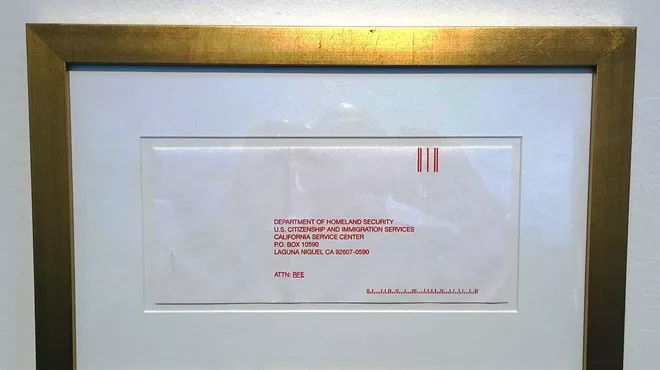 DEPARTMENT OF HOMELAND SECURITY
U.S. CITIZENSHIP AND IMMIGRATION SERVICES
CALIFORNIA SERVICE CENTER
P.O. BOX 10590
LAGUNA NIGUEL CA 92607-0590
ATTN: RFE